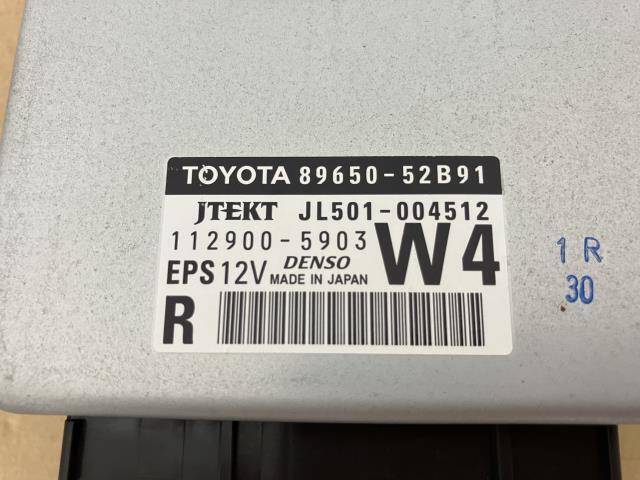 TOYOTA 89650-52B91
JTEKT JL501-004512
112900-5903 W4
EPS 12V DENSO MADE IN JAPAN
R
1 R
30